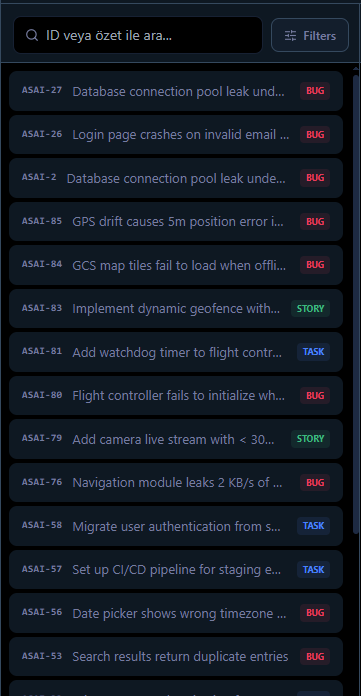 ID veya özet ile ara...
Filters
ASAI-27 Database connection pool leak und... BUG
ASAI-26 Login page crashes on invalid email ... BUG
ASAI-2 Database connection pool leak unde... BUG
ASAI-85 GPS drift causes 5m position error i... BUG
ASAI-84 GCS map tiles fail to load when offli... BUG
ASAI-83 Implement dynamic geofence with... STORY
ASAI-81 Add watchdog timer to flight contr... TASK
ASAI-80 Flight controller fails to initialize wh... BUG
ASAI-79 Add camera live stream with < 30... STORY
ASAI-76 Navigation module leaks 2 KB/s of ... BUG
ASAI-58 Migrate user authentication from s... TASK
ASAI-57 Set up CI/CD pipeline for staging e... TASK
ASAI-56 Date picker shows wrong timezone ... BUG
ASAI-53 Search results return duplicate entries BUG